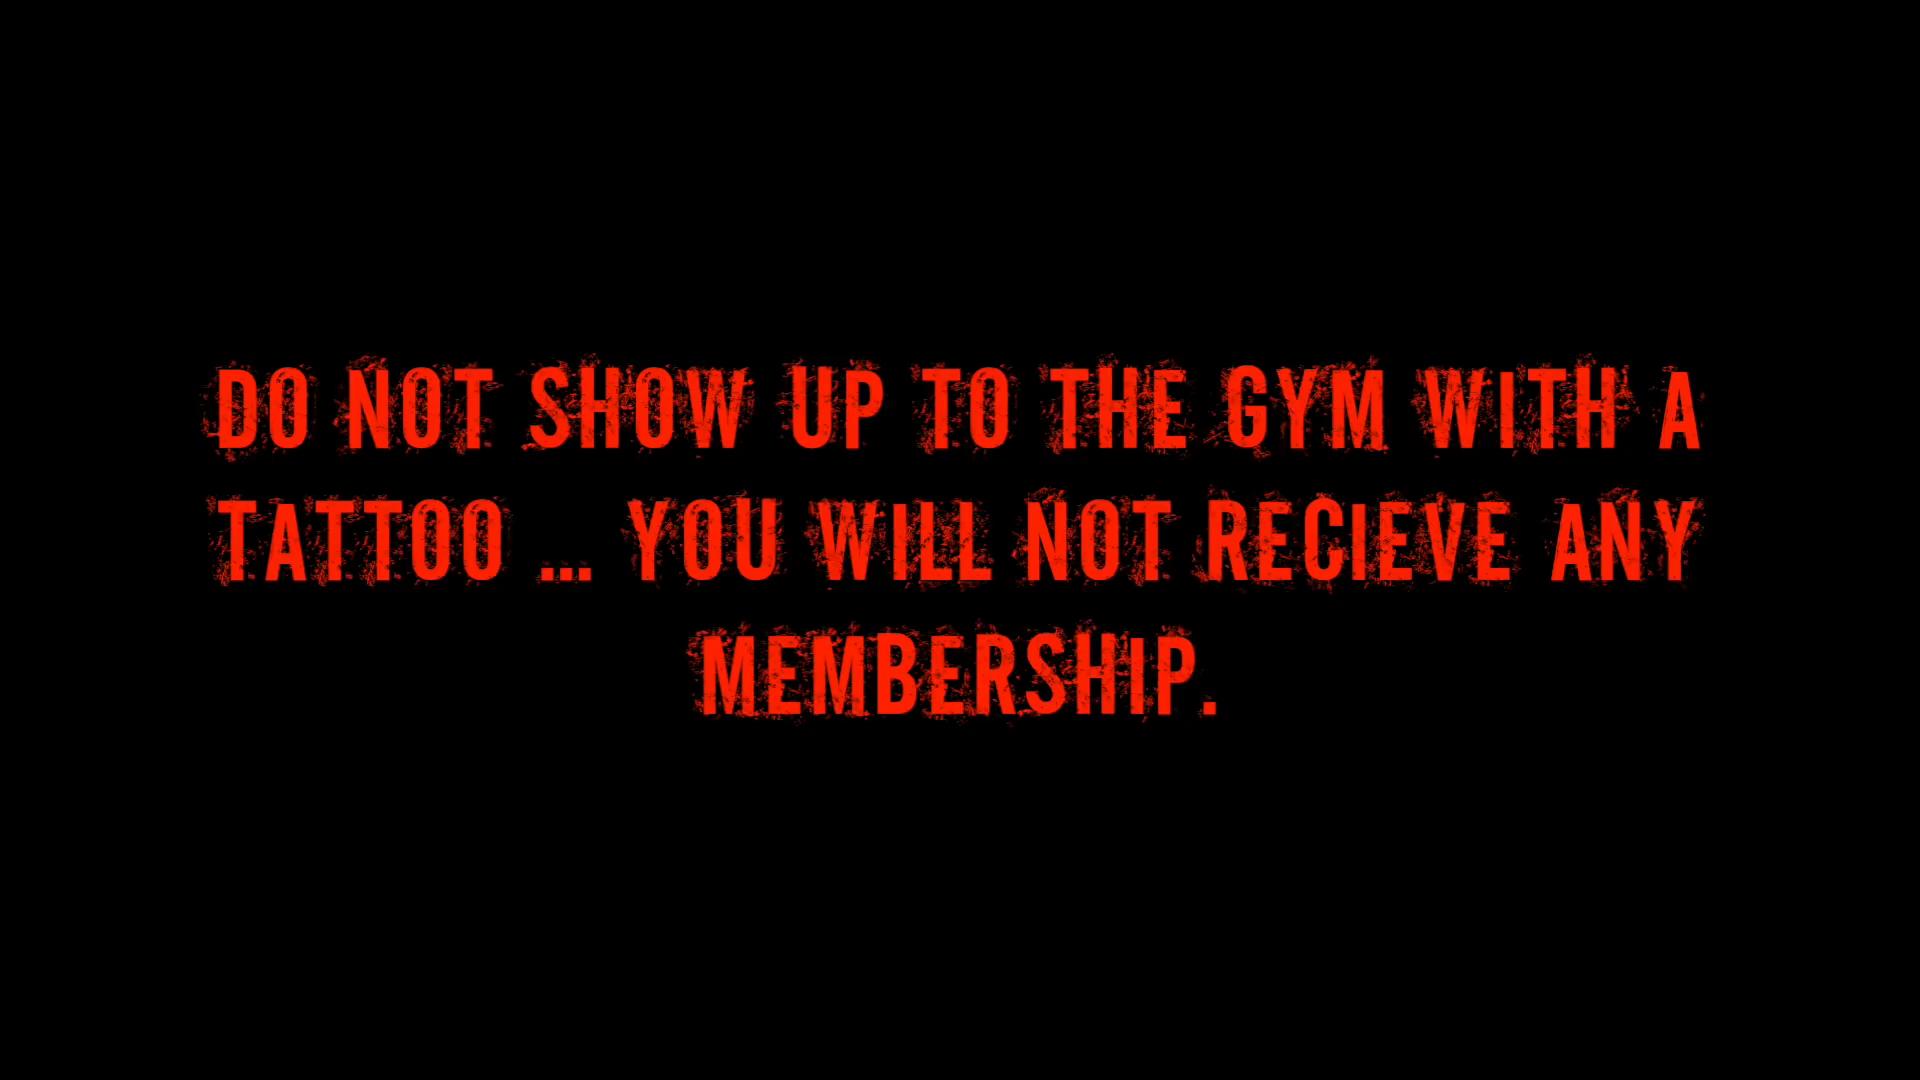 DO NOT SHOW UP TO THE GYM WITH A
TATTOO ... YOU WILL NOT RECIEVE ANY
MEMBERSHIP.